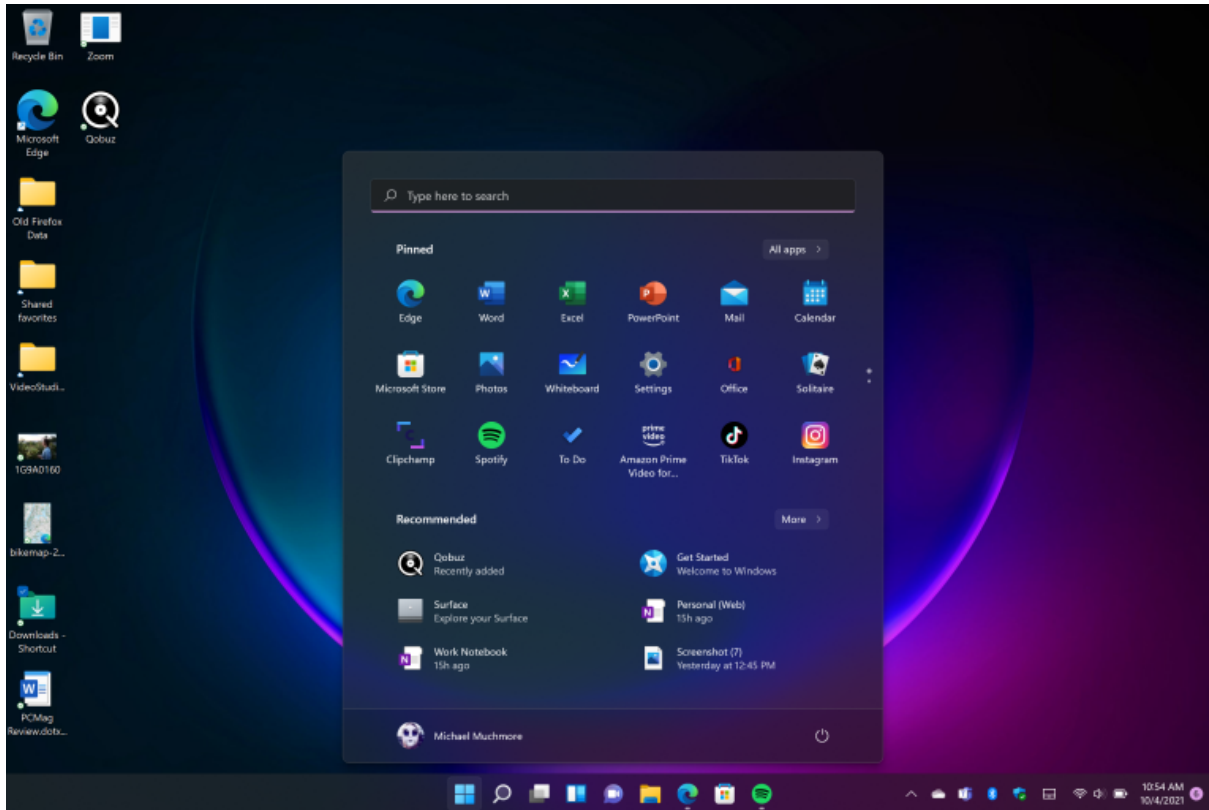 Recycle Bin
Zoom
Microsoft
Edge
Qobuz
Old Firefox
Data
Shared
favorites
VideoStudi...
1G9A0160
bikemap-2...
Downloads -
Shortcut
PCMag
Review.dotx...
Type here to search
Pinned
All apps >
Edge
Word
Excel
PowerPoint
Mail
Calendar
Microsoft Store
Photos
Whiteboard
Settings
Office
Solitaire
prime
video
Clipchamp
Spotify
To Do
Amazon Prime
Video for...
TikTok
Instagram
Recommended
More >
Qobuz
Recently added
Get Started
Welcome to Windows
Surface
Explore your Surface
Personal (Web)
15h ago
Work Notebook
15h ago
Screenshot (7)
Yesterday at 12:45 PM
Michael Muchmore
10:54 AM
10/4/2021